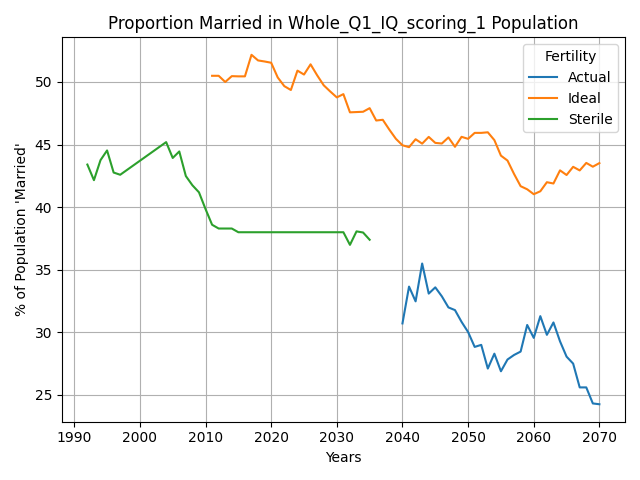 Proportion Married in Whole_Q1_IQ_scoring_1 Population
% of Population 'Married'
50
45
40
35
30
25
Fertility
Actual
Ideal
Sterile
1990 2000 2010 2020 2030 2040 2050 2060 2070
Years